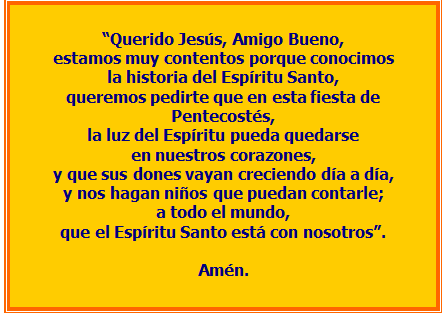 “Querido Jesús, Amigo Bueno,
estamos muy contentos porque conocimos
la historia del Espíritu Santo,
queremos pedirte que en esta fiesta de
Pentecostés,
la luz del Espíritu pueda quedarse
en nuestros corazones,
y que sus dones vayan creciendo día a día,
y nos hagan niños que puedan contarle;
a todo el mundo,
que el Espíritu Santo está con nosotros”.
Amén.